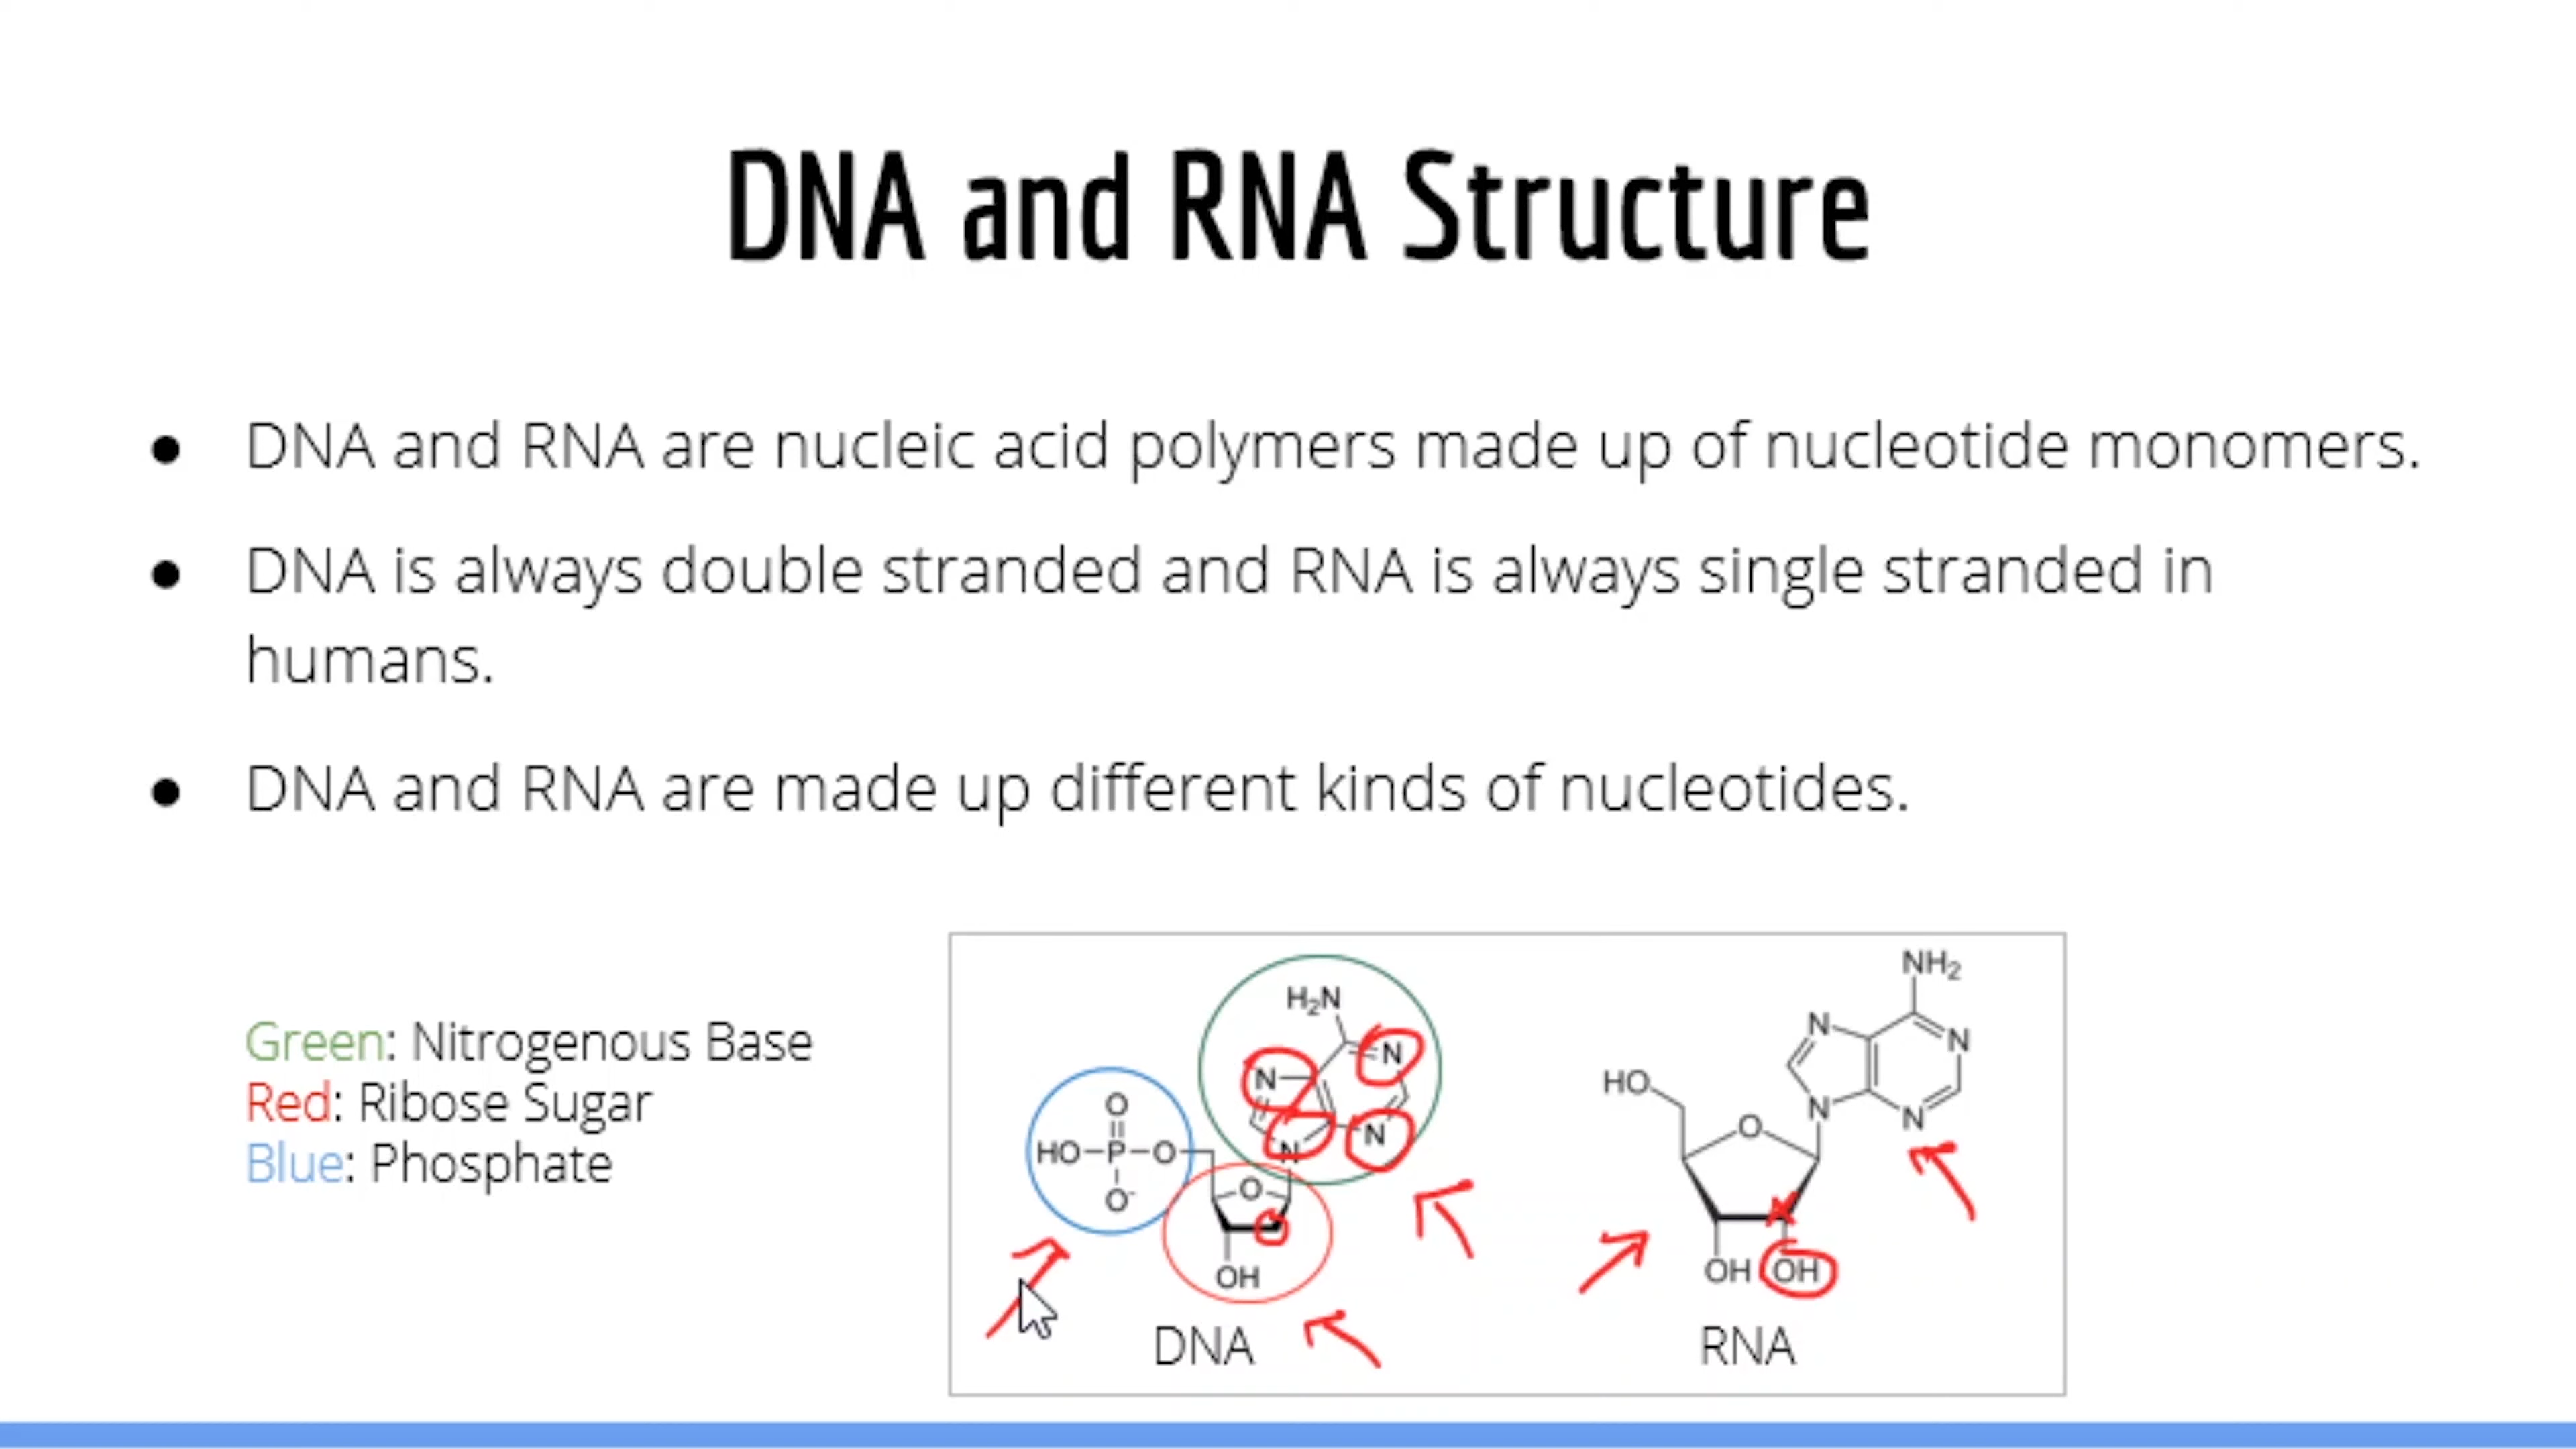 DNA and RNA Structure
● DNA and RNA are nucleic acid polymers made up of nucleotide monomers.
● DNA is always double stranded and RNA is always single stranded in
humans.
● DNA and RNA are made up different kinds of nucleotides.
Green: Nitrogenous Base
Red: Ribose Sugar
Blue: Phosphate
H₂N
N
N
N
N
O
HO–P–O
O⁻
O
OH
DNA
NH₂
N
N
N
N
HO
O
OH OH
RNA